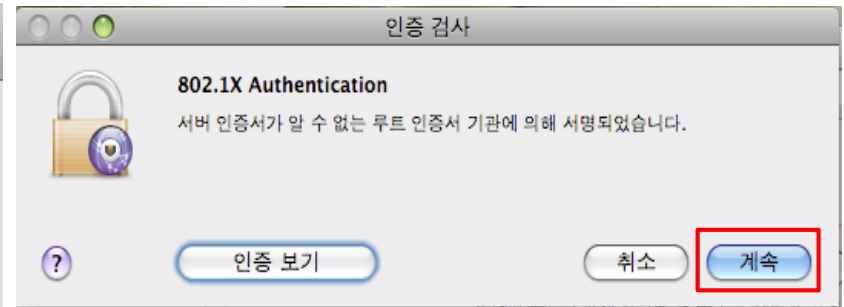 인증 검사
802.1X Authentication
서버 인증서가 알 수 없는 루트 인증서 기관에 의해 서명되었습니다.
?
인증 보기
취소
계속